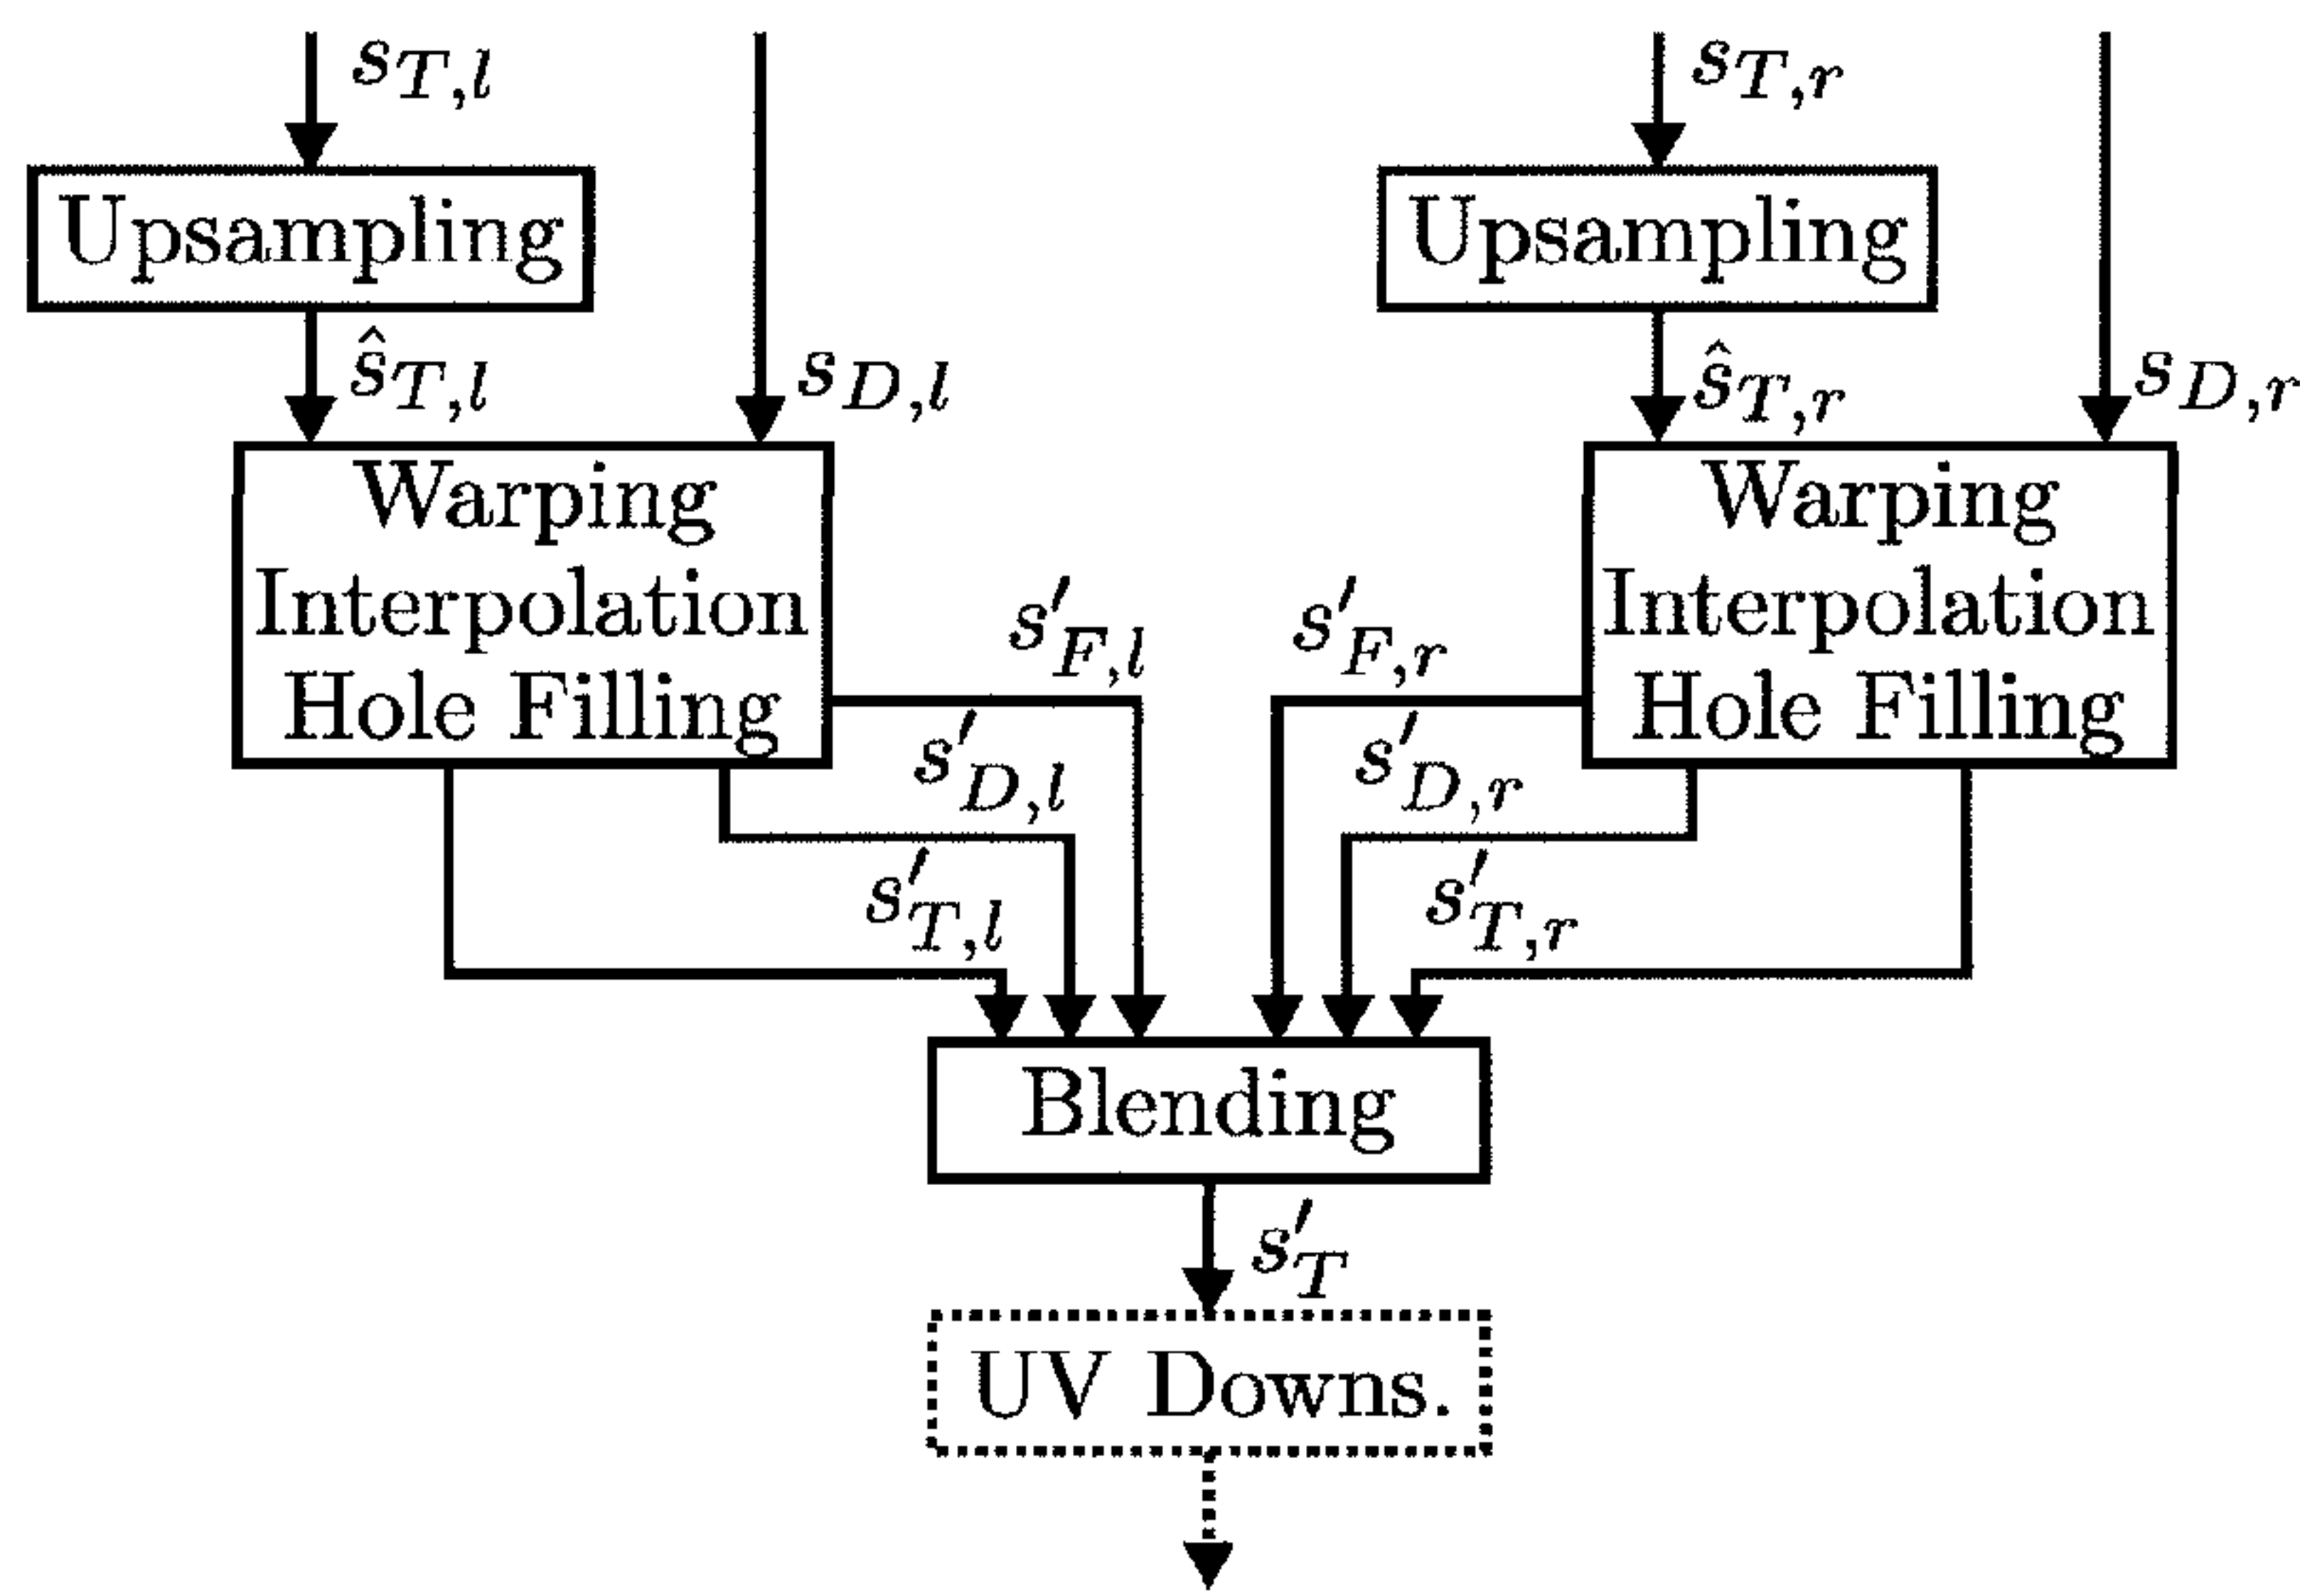 s_{T,l}
s_{T,r}
Upsampling
Upsampling
ŝ_{T,l}
s_{D,l}
ŝ_{T,r}
s_{D,r}
Warping
Interpolation
Hole Filling
Warping
Interpolation
Hole Filling
s'_{F,l}
s'_{F,r}
s'_{D,l}
s'_{D,r}
s'_{T,l}
s'_{T,r}
Blending
s'_T
UV Downs.